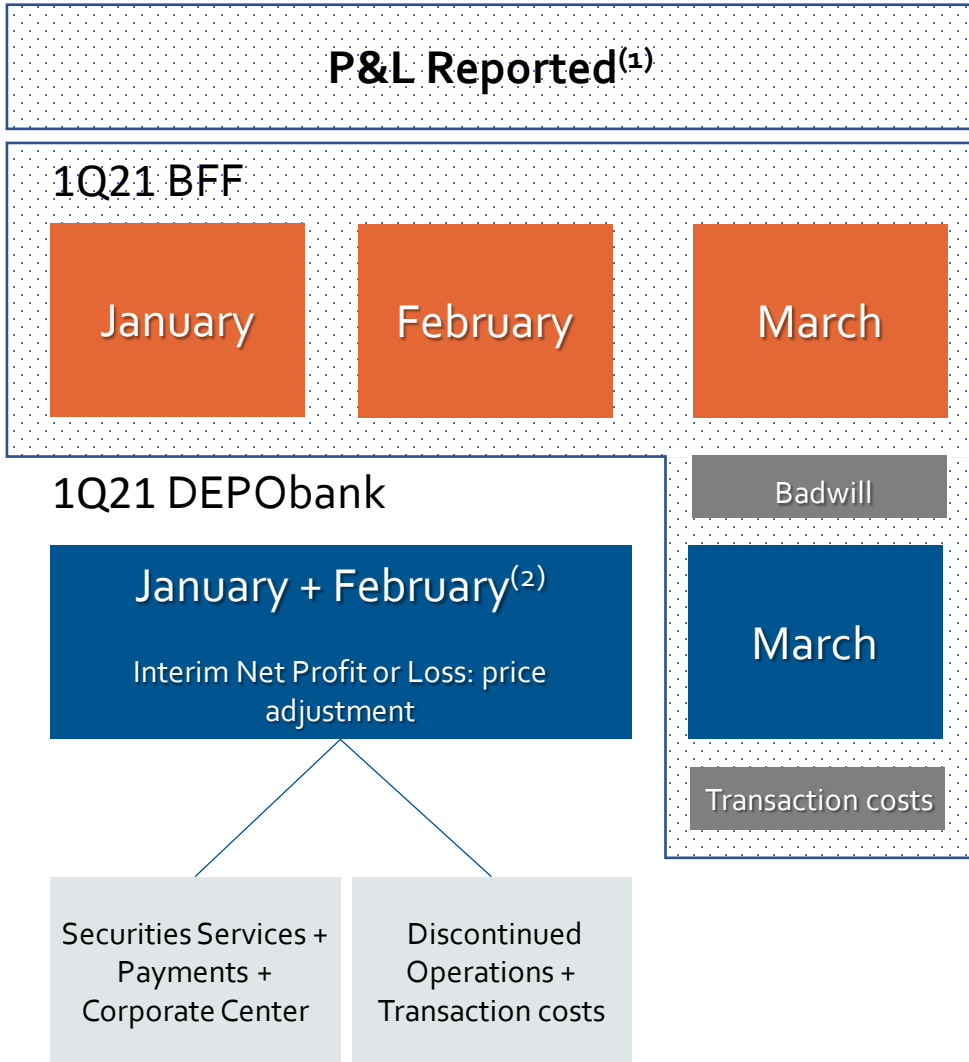 P&L Reported(1)
1Q21 BFF
January
February
March
1Q21 DEPObank
Badwill
January + February(2)
Interim Net Profit or Loss: price
adjustment
March
Transaction costs
Securities Services +
Payments +
Corporate Center
Discontinued
Operations +
Transaction costs